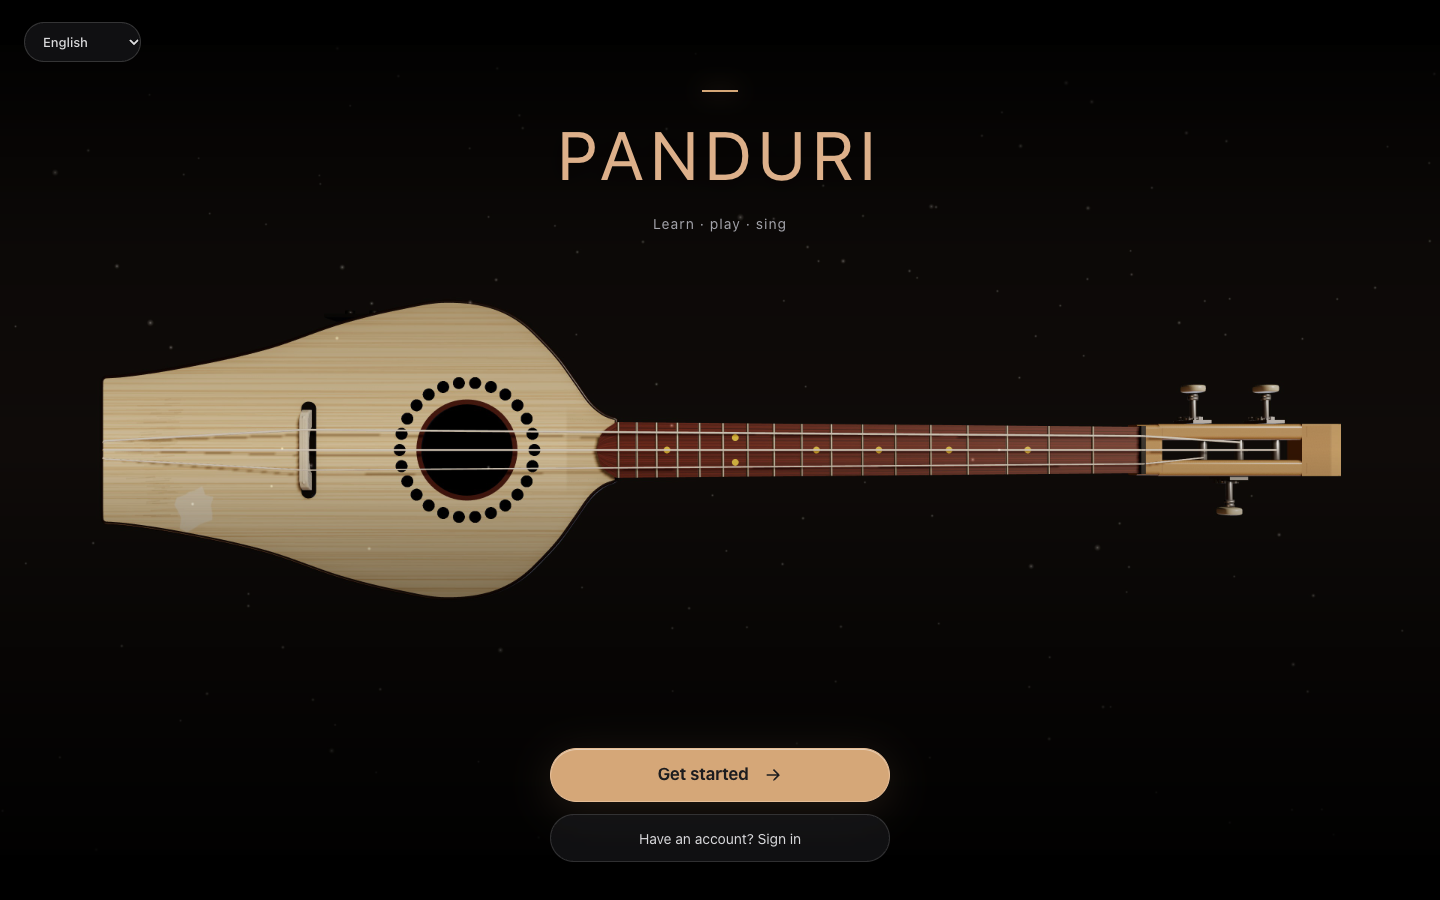 English
PANDURI
Learn · play · sing
Get started →
Have an account? Sign in